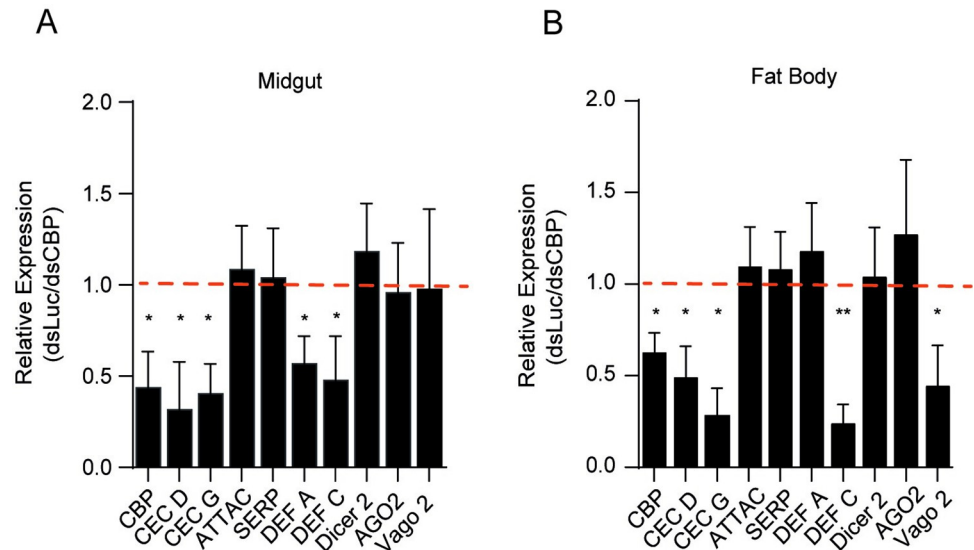 A
Midgut
Relative Expression
(dsLuc/dsCBP)
2.0
1.5
1.0
0.5
0.0
* * * * *
CBP
CEC D
CEC G
ATTAC
SERP
DEF A
DEF C
Dicer 2
AGO2
Vago 2
B
Fat Body
Relative Expression
(dsLuc/dsCBP)
2.0
1.5
1.0
0.5
0.0
* * * ** *
CBP
CEC D
CEC G
ATTAC
SERP
DEF A
DEF C
Dicer 2
AGO2
Vago 2